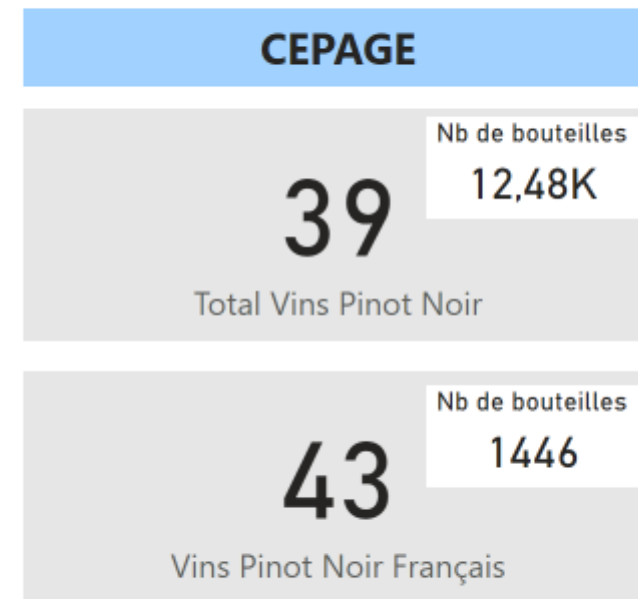 CEPAGE
Nb de bouteilles
12,48K
39
Total Vins Pinot Noir
Nb de bouteilles
1446
43
Vins Pinot Noir Français